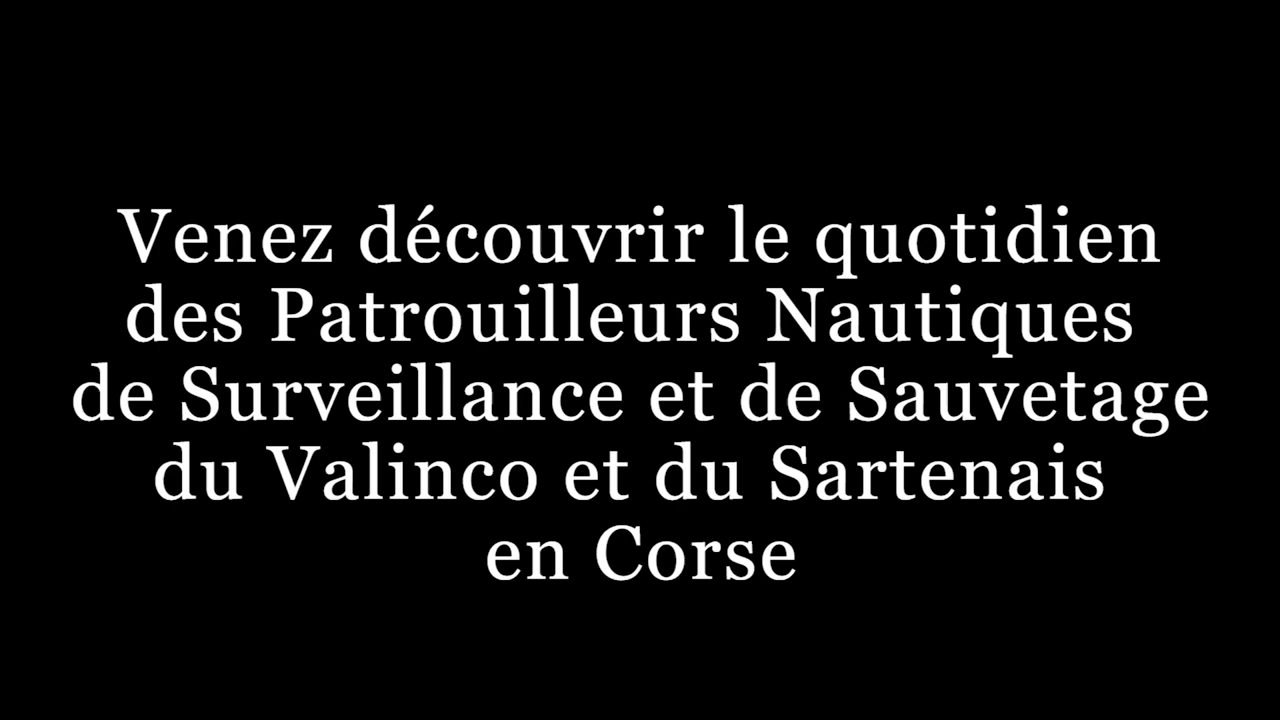 Venez découvrir le quotidien
des Patrouilleurs Nautiques
de Surveillance et de Sauvetage
du Valinco et du Sartenais
en Corse